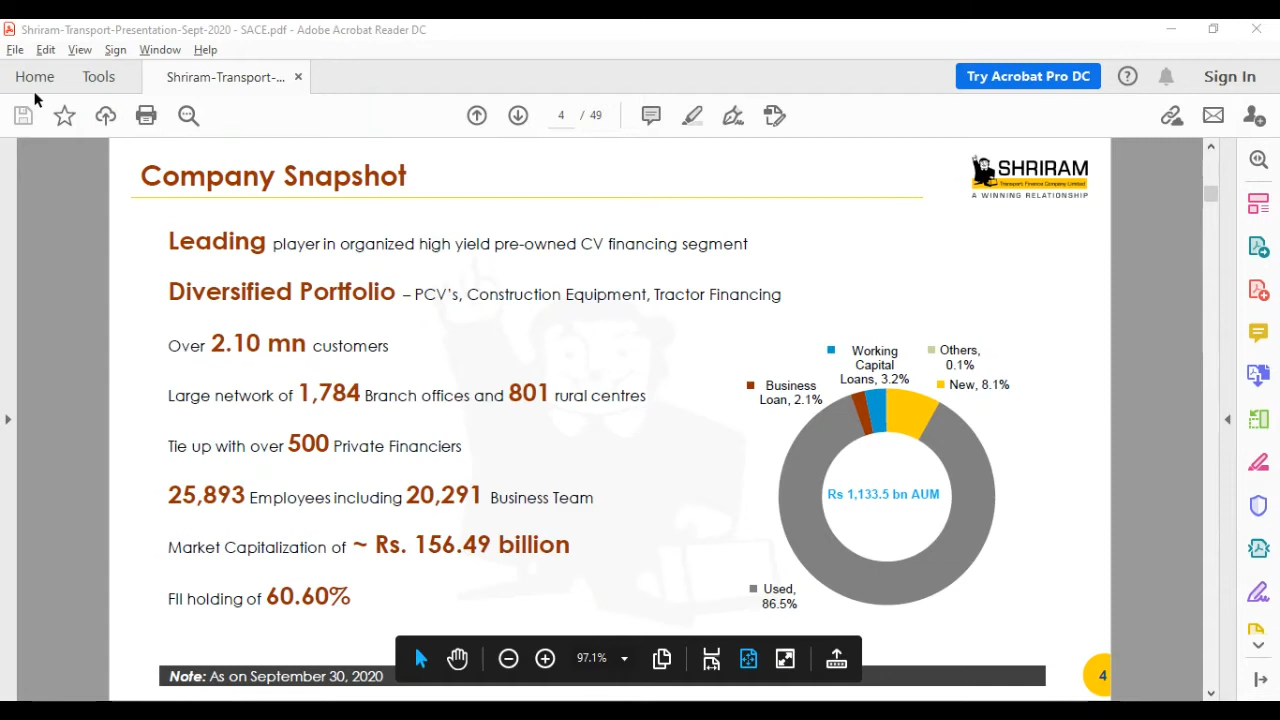 Shriram-Transport-Presentation-Sept-2020 - SACE.pdf - Adobe Acrobat Reader DC
File Edit View Sign Window Help
Home Tools Shriram-Transport-... × Try Acrobat Pro DC Sign In
4 / 49
Company Snapshot
SHRIRAM
Transport Finance Company Limited
A WINNING RELATIONSHIP
Leading player in organized high yield pre-owned CV financing segment
Diversified Portfolio – PCV's, Construction Equipment, Tractor Financing
Over 2.10 mn customers
Large network of 1,784 Branch offices and 801 rural centres
Tie up with over 500 Private Financiers
25,893 Employees including 20,291 Business Team
Market Capitalization of ~ Rs. 156.49 billion
FII holding of 60.60%
Business
Loan, 2.1%
Working
Capital
Loans, 3.2%
Others,
0.1%
New, 8.1%
Rs 1,133.5 bn AUM
Used,
86.5%
97.1%
Note: As on September 30, 2020
4